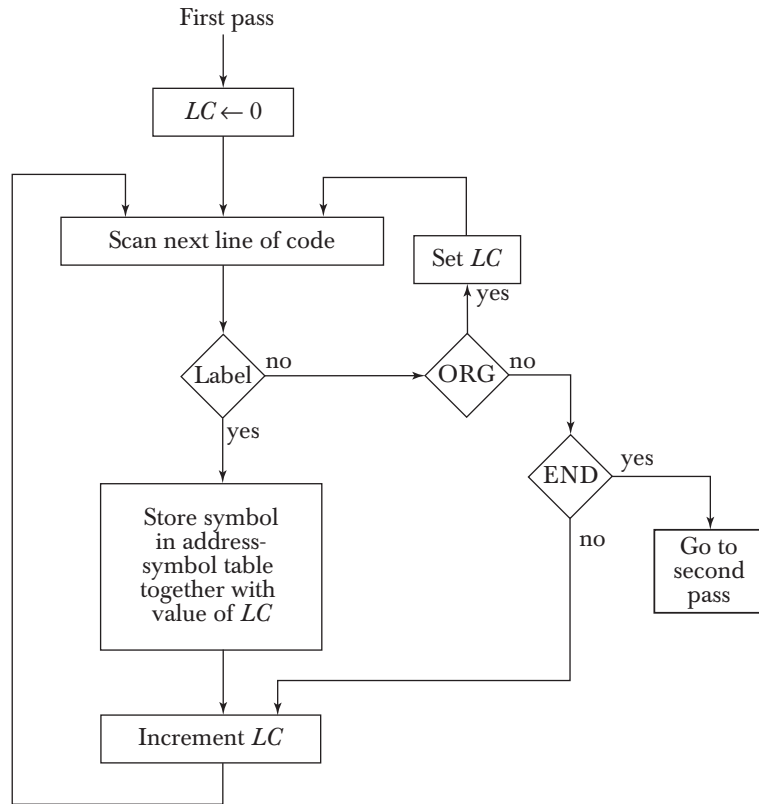 First pass
LC ← 0
Scan next line of code
Set LC
yes
Label
no
ORG
no
yes
END
yes
no
Store symbol
in address-
symbol table
together with
value of LC
Go to
second
pass
Increment LC